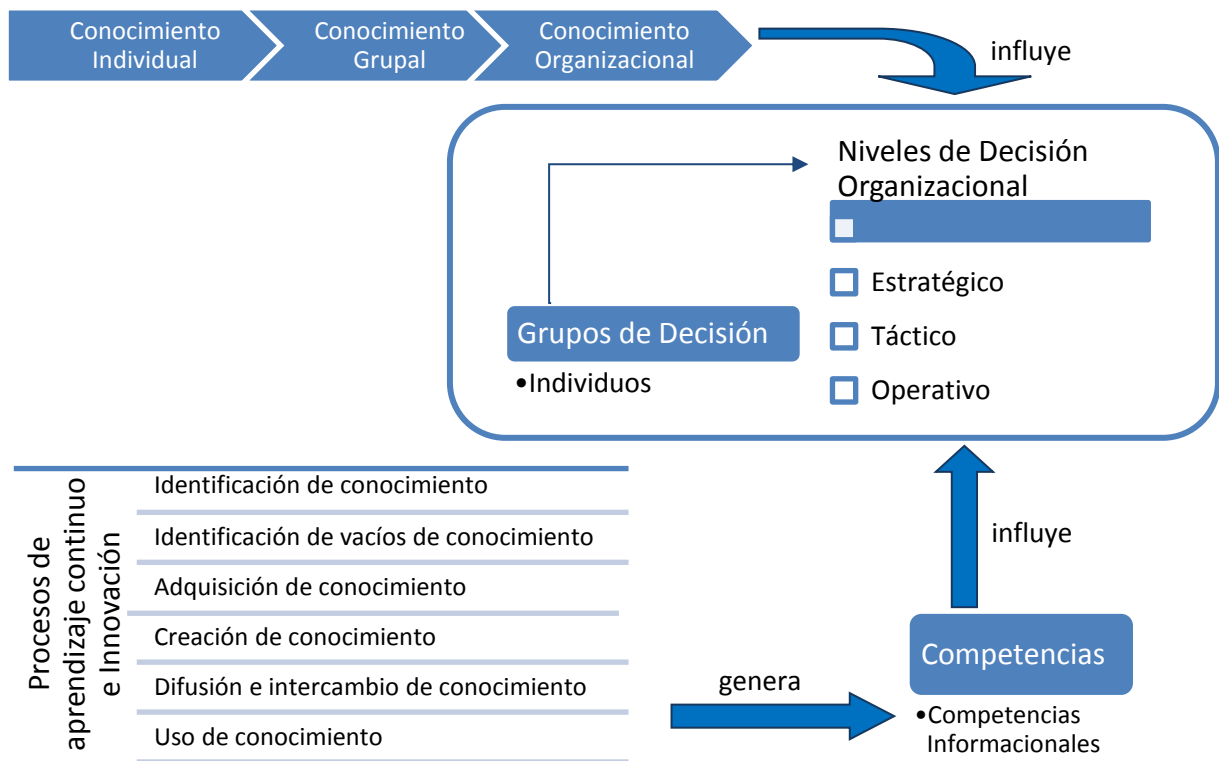 Conocimiento
Individual
Conocimiento
Grupal
Conocimiento
Organizacional
influye
Niveles de Decisión
Organizacional
Estratégico
Táctico
Operativo
Grupos de Decisión
•Individuos
Procesos de
aprendizaje continuo
e Innovación
Identificación de conocimiento
Identificación de vacíos de conocimiento
Adquisición de conocimiento
Creación de conocimiento
Difusión e intercambio de conocimiento
Uso de conocimiento
genera
influye
Competencias
•Competencias
Informacionales